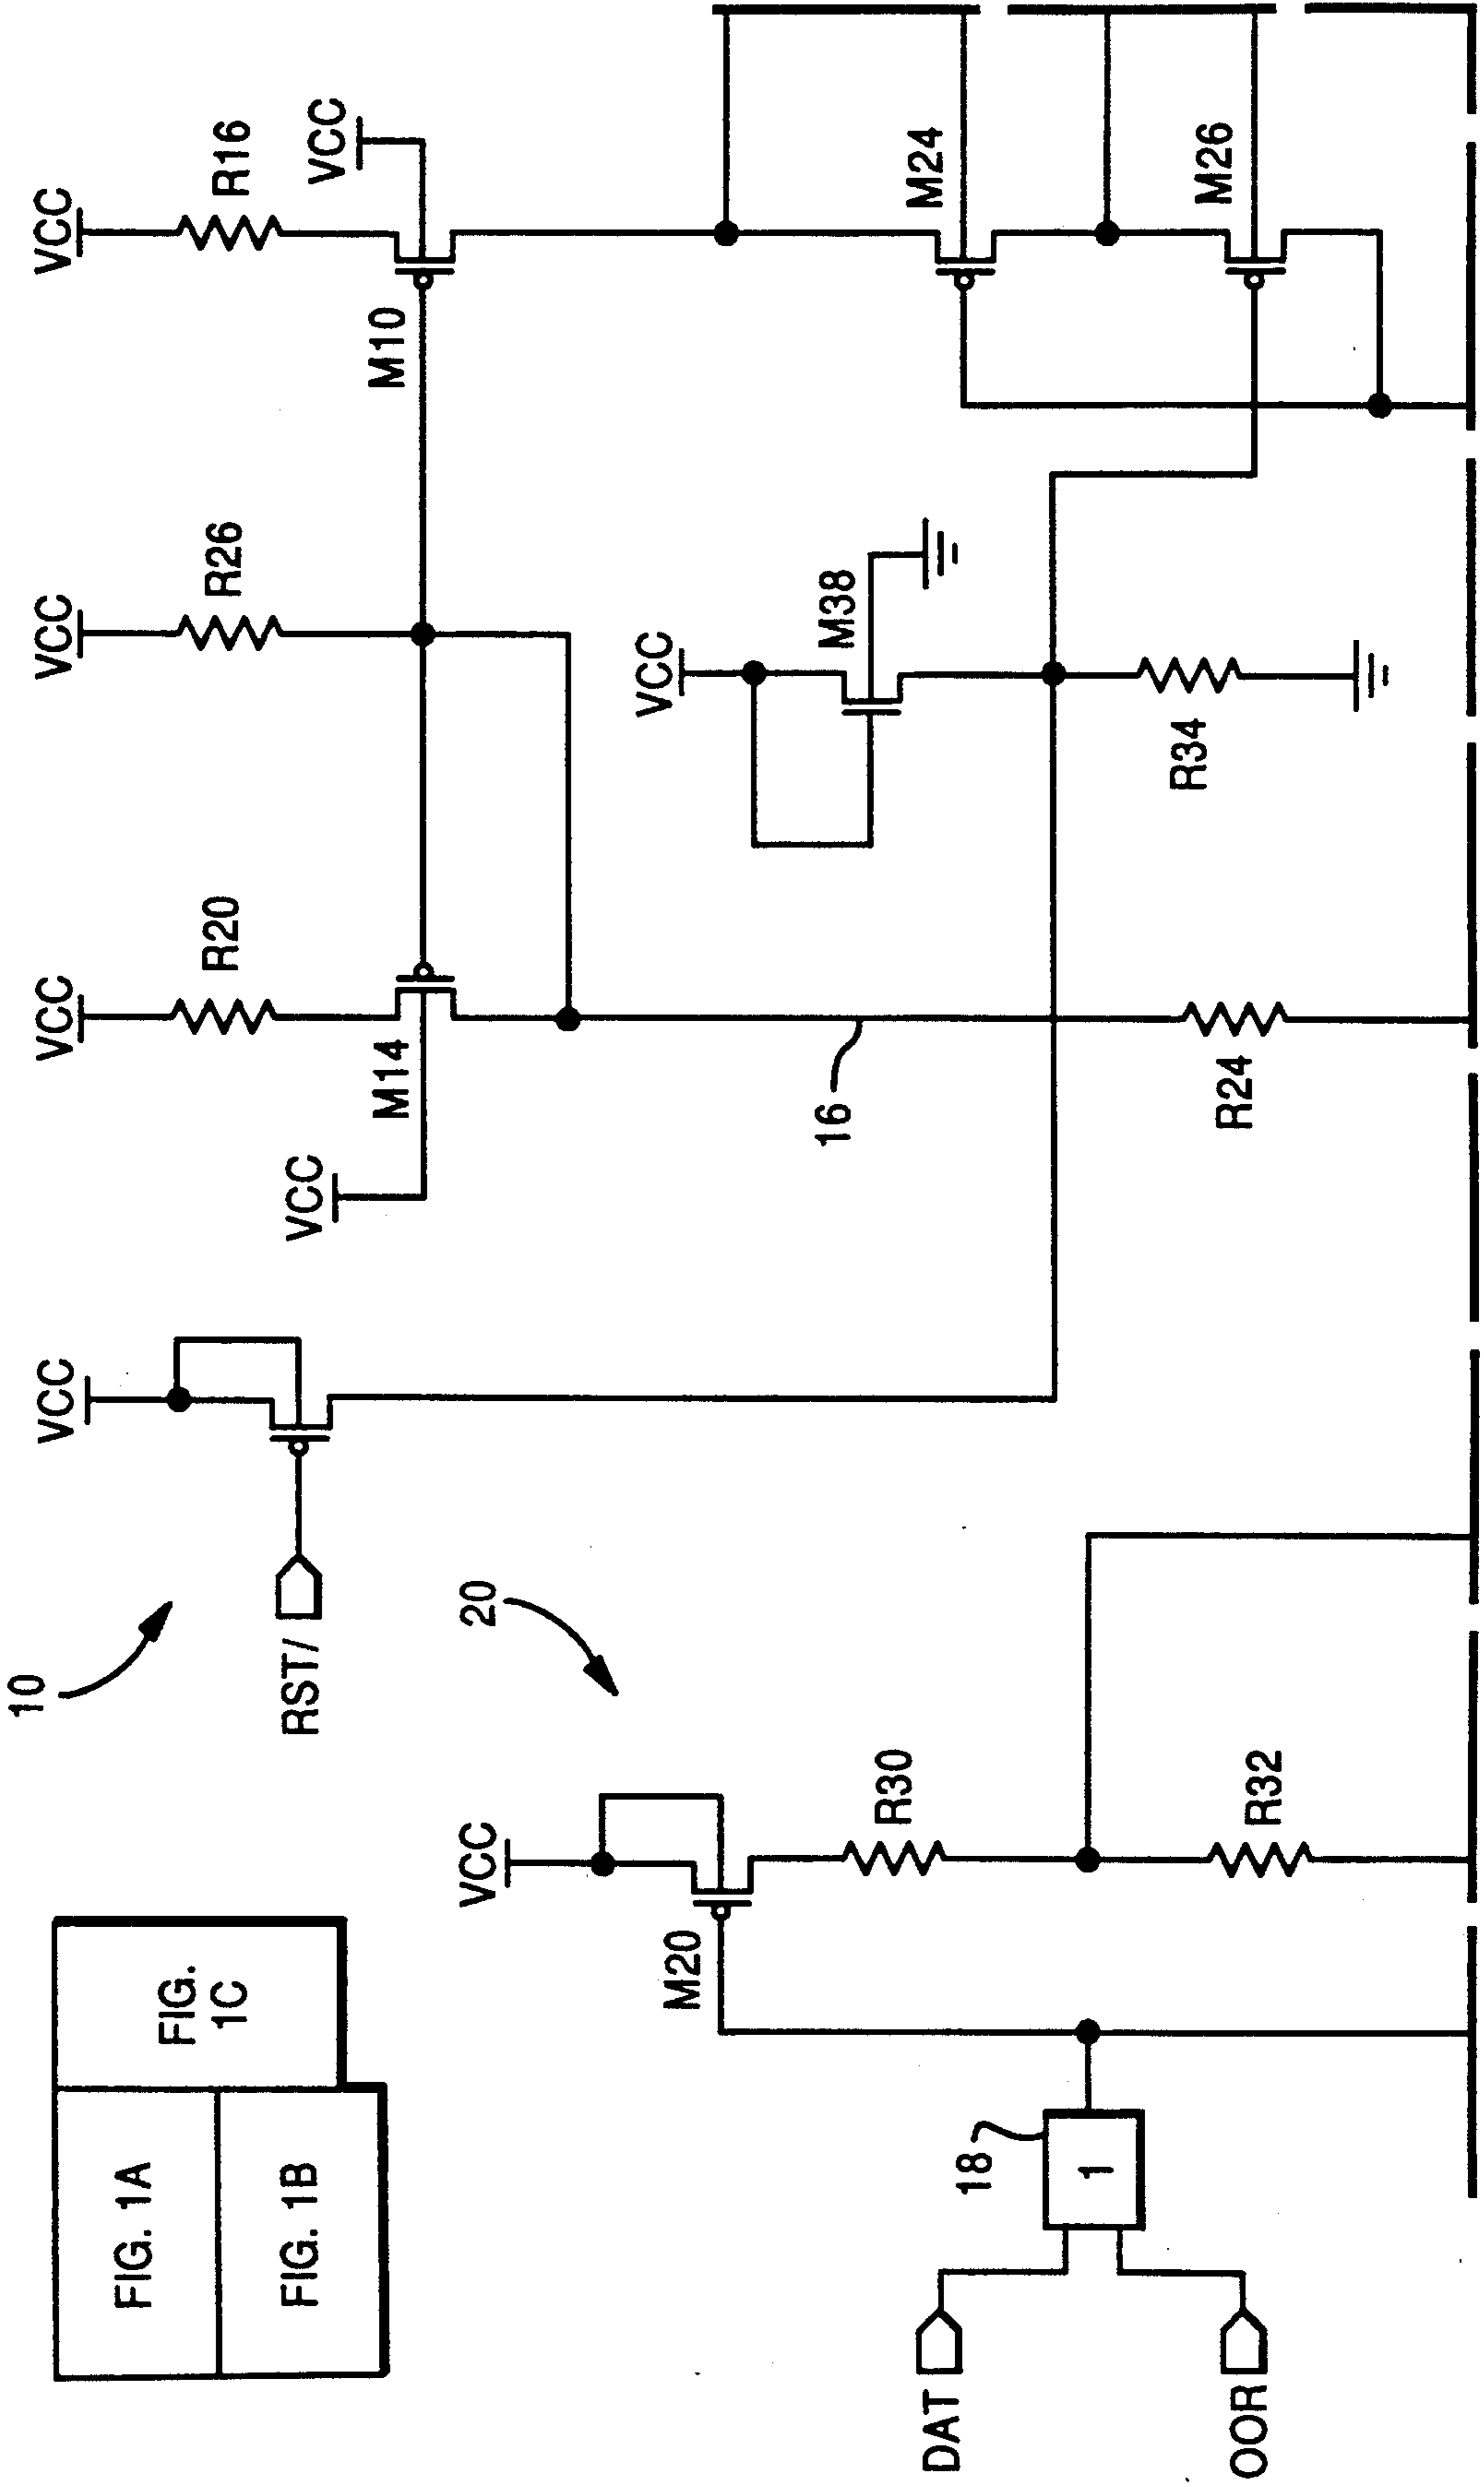 FIG. 1A
FIG. 1B
FIG.
1C
10
VCC
VCC
R20
VCC
R26
VCC
R16
VCC
RST/
VCC
M14
M10
20
VCC
M20
VCC
M38
16
R30
M24
DAT
18
1
OOR
R32
R24
R34
M26